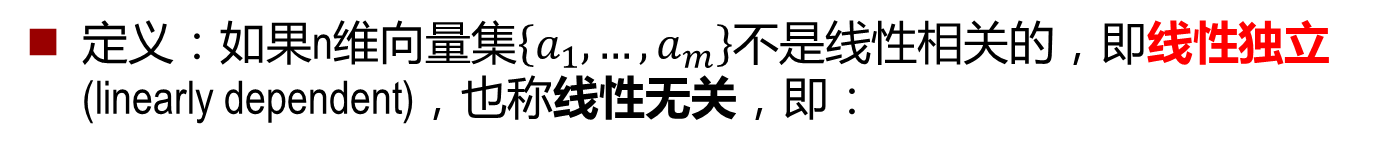 定义：如果n维向量集{a₁, … , aₘ}不是线性相关的，即线性独立
(linearly dependent)，也称线性无关，即：